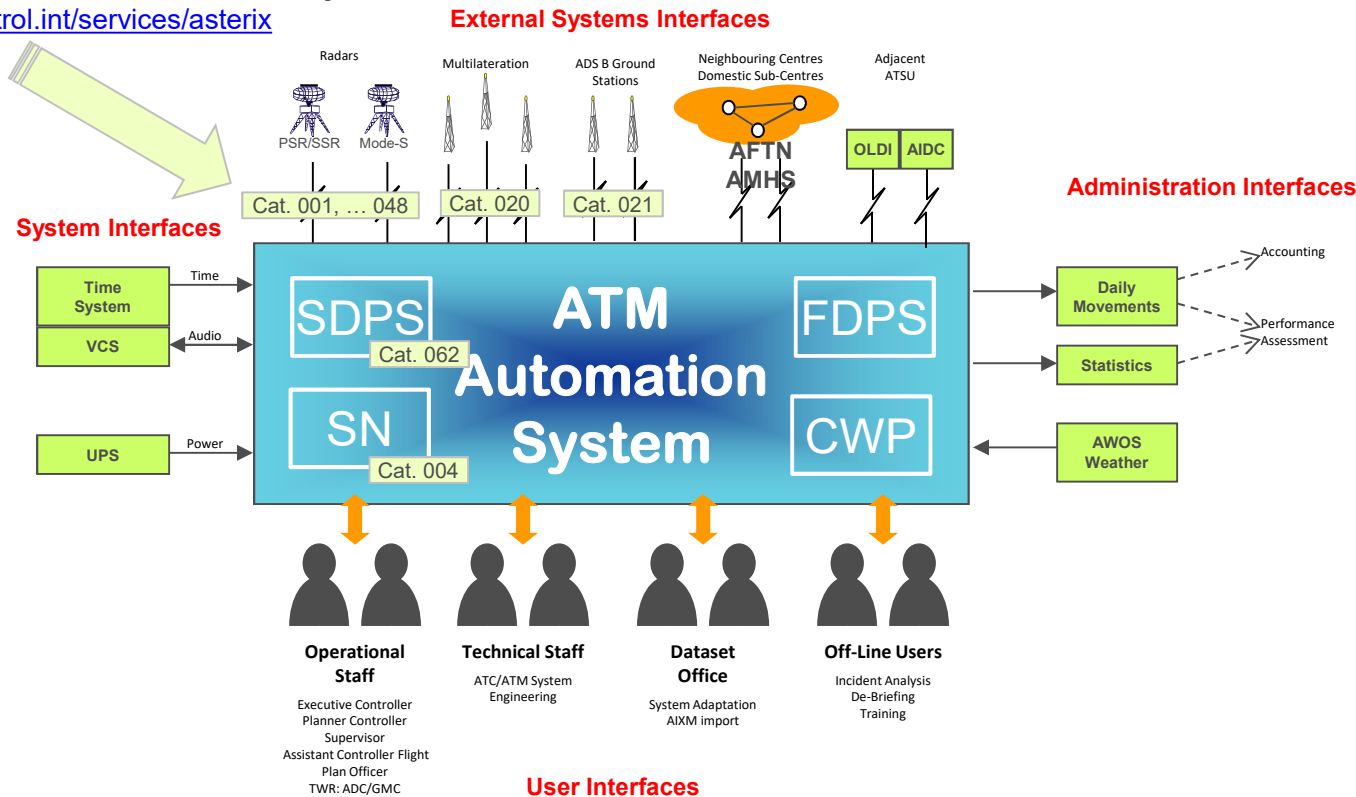 trol.int/services/asterix
External Systems Interfaces
Radars
Multilateration
ADS B Ground
Stations
Neighbouring Centres
Domestic Sub-Centres
Adjacent
ATSU
PSR/SSR
Mode-S
AFTN
AMHS
OLDI
AIDC
Cat. 001, … 048
Cat. 020
Cat. 021
Administration Interfaces
System Interfaces
Time
System
Time
VCS
Audio
UPS
Power
SDPS
Cat. 062
SN
Cat. 004
ATM
Automation
System
FDPS
CWP
Daily
Movements
Accounting
Performance
Assessment
Statistics
AWOS
Weather
Operational
Staff
Executive Controller
Planner Controller
Supervisor
Assistant Controller Flight
Plan Officer
TWR: ADC/GMC
Technical Staff
ATC/ATM System
Engineering
Dataset
Office
System Adaptation
AIXM import
Off-Line Users
Incident Analysis
De-Briefing
Training
User Interfaces